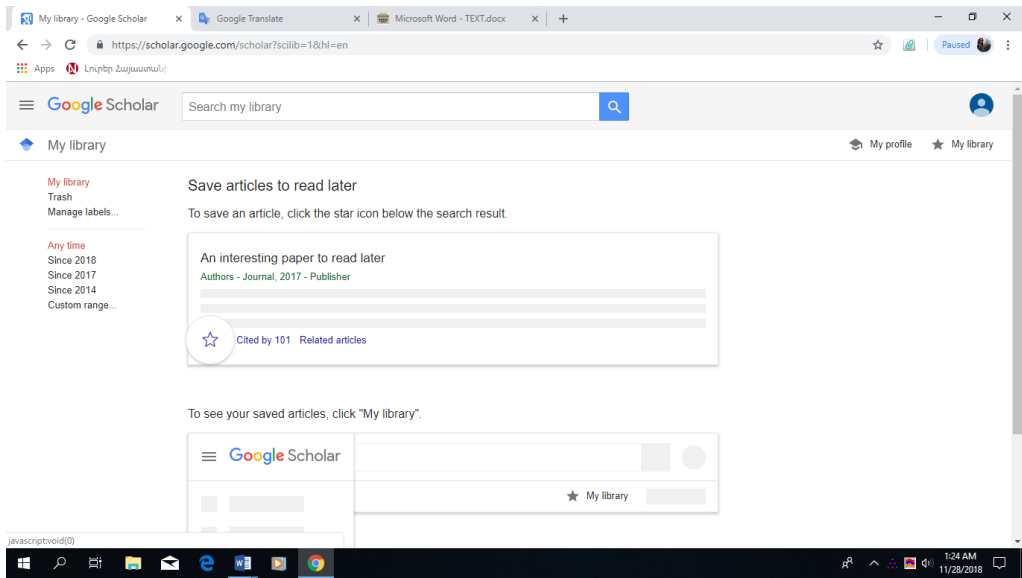 My library - Google Scholar
Google Translate
Microsoft Word - TEXT.docx
https://scholar.google.com/scholar?scilib=1&hl=en
Paused
Apps
Լուրեր Հայաստանի
Google Scholar
Search my library
My library
My profile
My library
My library
Trash
Manage labels...
Any time
Since 2018
Since 2017
Since 2014
Custom range...
Save articles to read later
To save an article, click the star icon below the search result.
An interesting paper to read later
Authors - Journal, 2017 - Publisher
Cited by 101 Related articles
To see your saved articles, click "My library".
Google Scholar
My library
javascript:void(0)
1:24 AM
11/28/2018